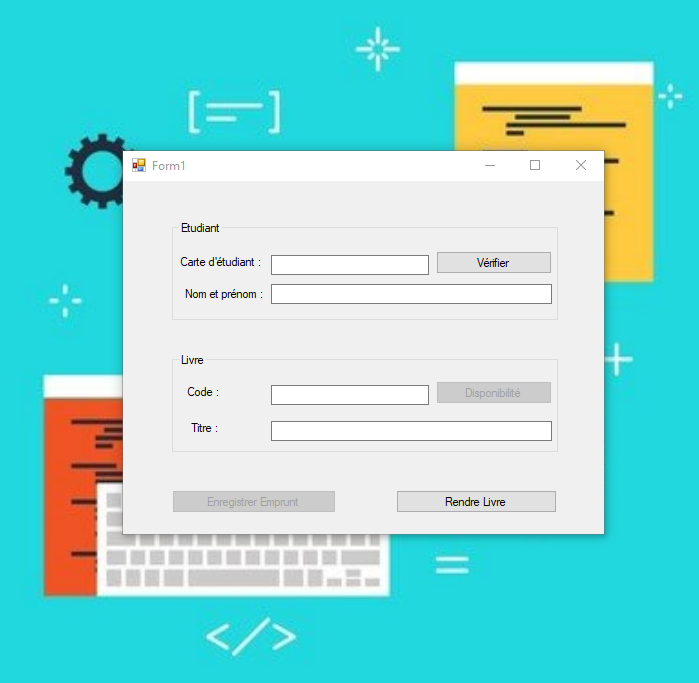 [=]
Form1
Etudiant
Carte d'étudiant :
Vérifier
Nom et prénom :
Livre
Code :
Disponibilité
Titre :
Enregistrer Emprunt
Rendre Livre
=
</>